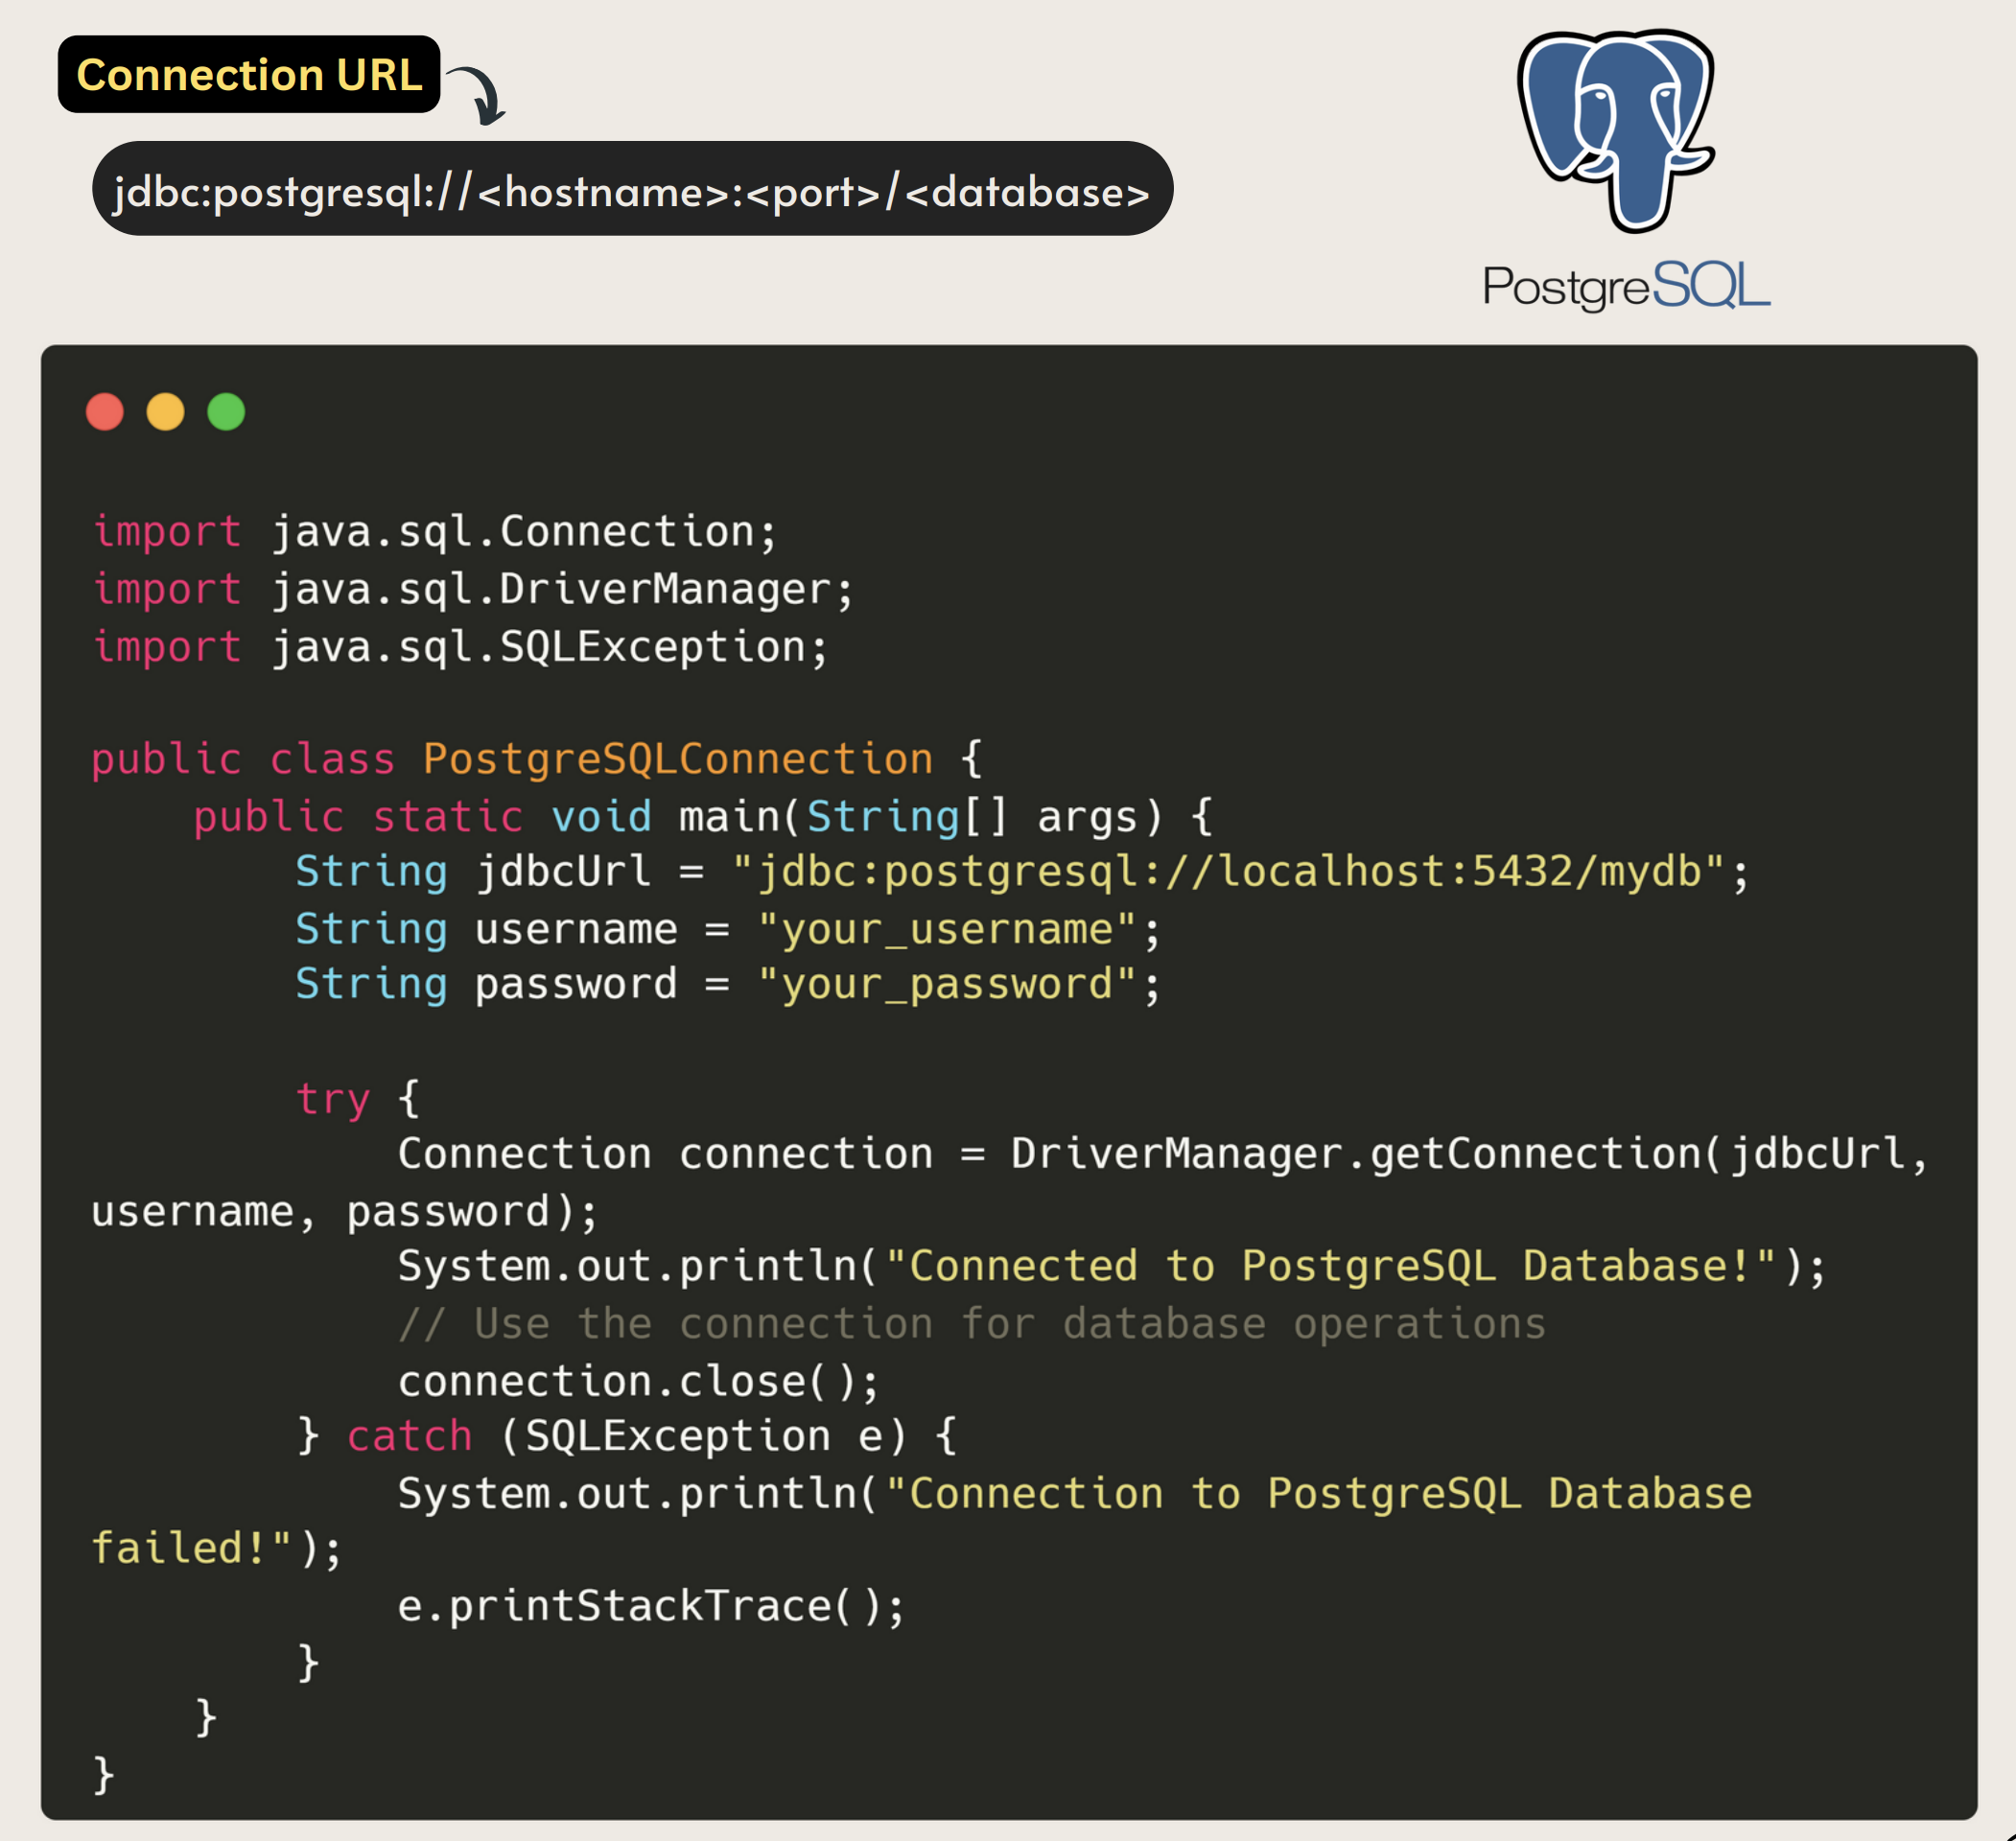 Connection URL
jdbc:postgresql://<hostname>:<port>/<database>
PostgreSQL
import java.sql.Connection;
import java.sql.DriverManager;
import java.sql.SQLException;
public class PostgreSQLConnection {
    public static void main(String[] args) {
        String jdbcUrl = "jdbc:postgresql://localhost:5432/mydb";
        String username = "your_username";
        String password = "your_password";
        try {
            Connection connection = DriverManager.getConnection(jdbcUrl,
username, password);
            System.out.println("Connected to PostgreSQL Database!");
            // Use the connection for database operations
            connection.close();
        } catch (SQLException e) {
            System.out.println("Connection to PostgreSQL Database
failed!");
            e.printStackTrace();
        }
    }
}